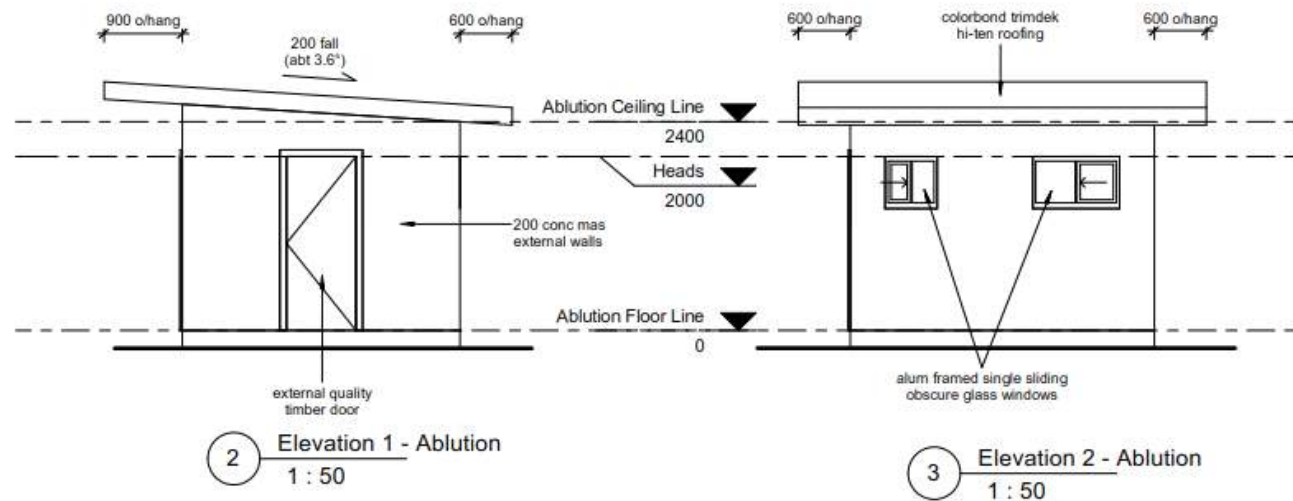 900 o/hang
600 o/hang
200 fall
(abt 3.6°)
600 o/hang
colorbond trimdek
hi-ten roofing
600 o/hang
Ablution Ceiling Line
2400
Heads
2000
200 conc mas
external walls
Ablution Floor Line
0
external quality
timber door
alum framed single sliding
obscure glass windows
2
Elevation 1 - Ablution
1 : 50
3
Elevation 2 - Ablution
1 : 50